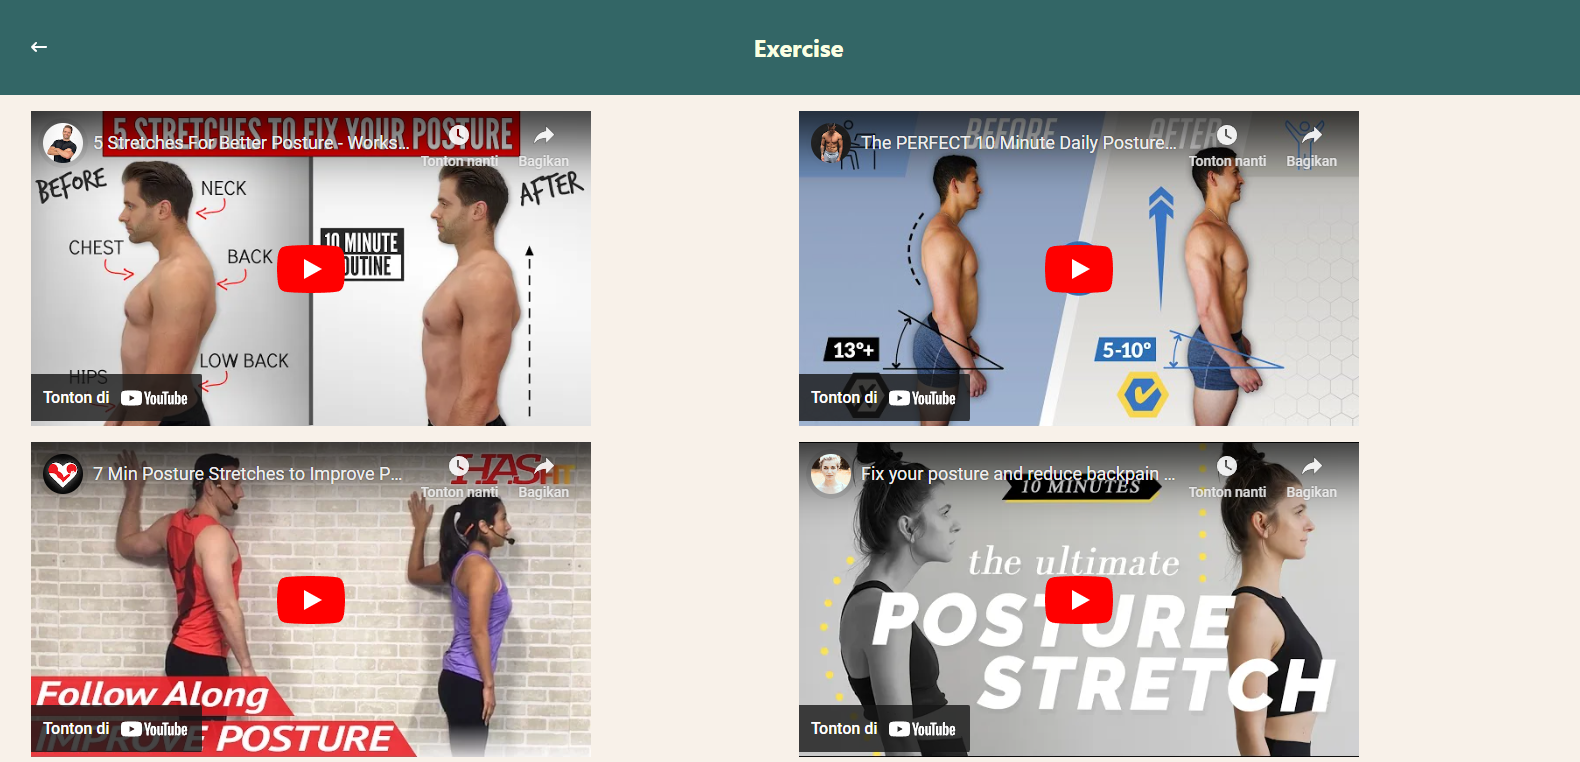 Exercise
5 STRETCHES TO FIX YOUR POSTURE
5 Stretches For Better Posture - Works...
Tonton nanti
Bagikan
BEFORE
AFTER
NECK
CHEST
BACK
10 MINUTE
OUTINE
LOW BACK
HIPS
Tonton di YouTube
BEFORE
AFTER
The PERFECT 10 Minute Daily Posture...
Tonton nanti
Bagikan
13°+
5-10°
Tonton di YouTube
HASfit
7 Min Posture Stretches to Improve P...
Tonton nanti
Bagikan
Follow Along
IMPROVE POSTURE
Tonton di YouTube
Fix your posture and reduce backpain ...
Tonton nanti
Bagikan
10 MINUTES
the ultimate
POSTURE
STRETCH
Tonton di YouTube